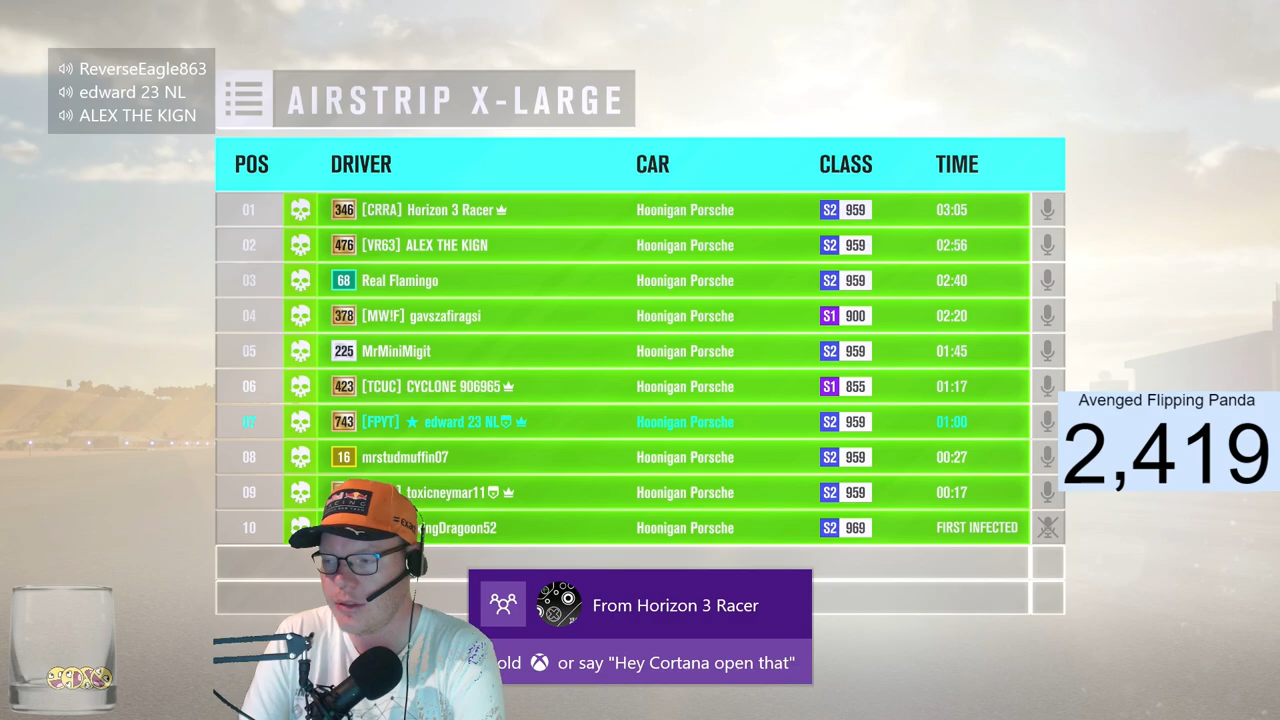 ReverseEagle863
edward 23 NL
ALEX THE KIGN
AIRSTRIP X-LARGE
POS DRIVER CAR CLASS TIME
01 346 [CRRA] Horizon 3 Racer Hoonigan Porsche S2 959 03:05
02 476 [VR63] ALEX THE KIGN Hoonigan Porsche S2 959 02:56
03 68 Real Flamingo Hoonigan Porsche S2 959 02:40
04 378 [MW!F] gavszafiragsi Hoonigan Porsche S1 900 02:20
05 225 MrMiniMigit Hoonigan Porsche S2 959 01:45
06 423 [TCUC] CYCLONE 906965 Hoonigan Porsche S1 855 01:17
07 743 [FPYT] ★ edward 23 NL Hoonigan Porsche S2 959 01:00
08 16 mrstudmuffin07 Hoonigan Porsche S2 959 00:27
09 toxicneymar11 Hoonigan Porsche S2 959 00:17
10 ngDragoon52 Hoonigan Porsche S2 969 FIRST INFECTED
Avenged Flipping Panda
2,419
From Horizon 3 Racer
old or say "Hey Cortana open that"